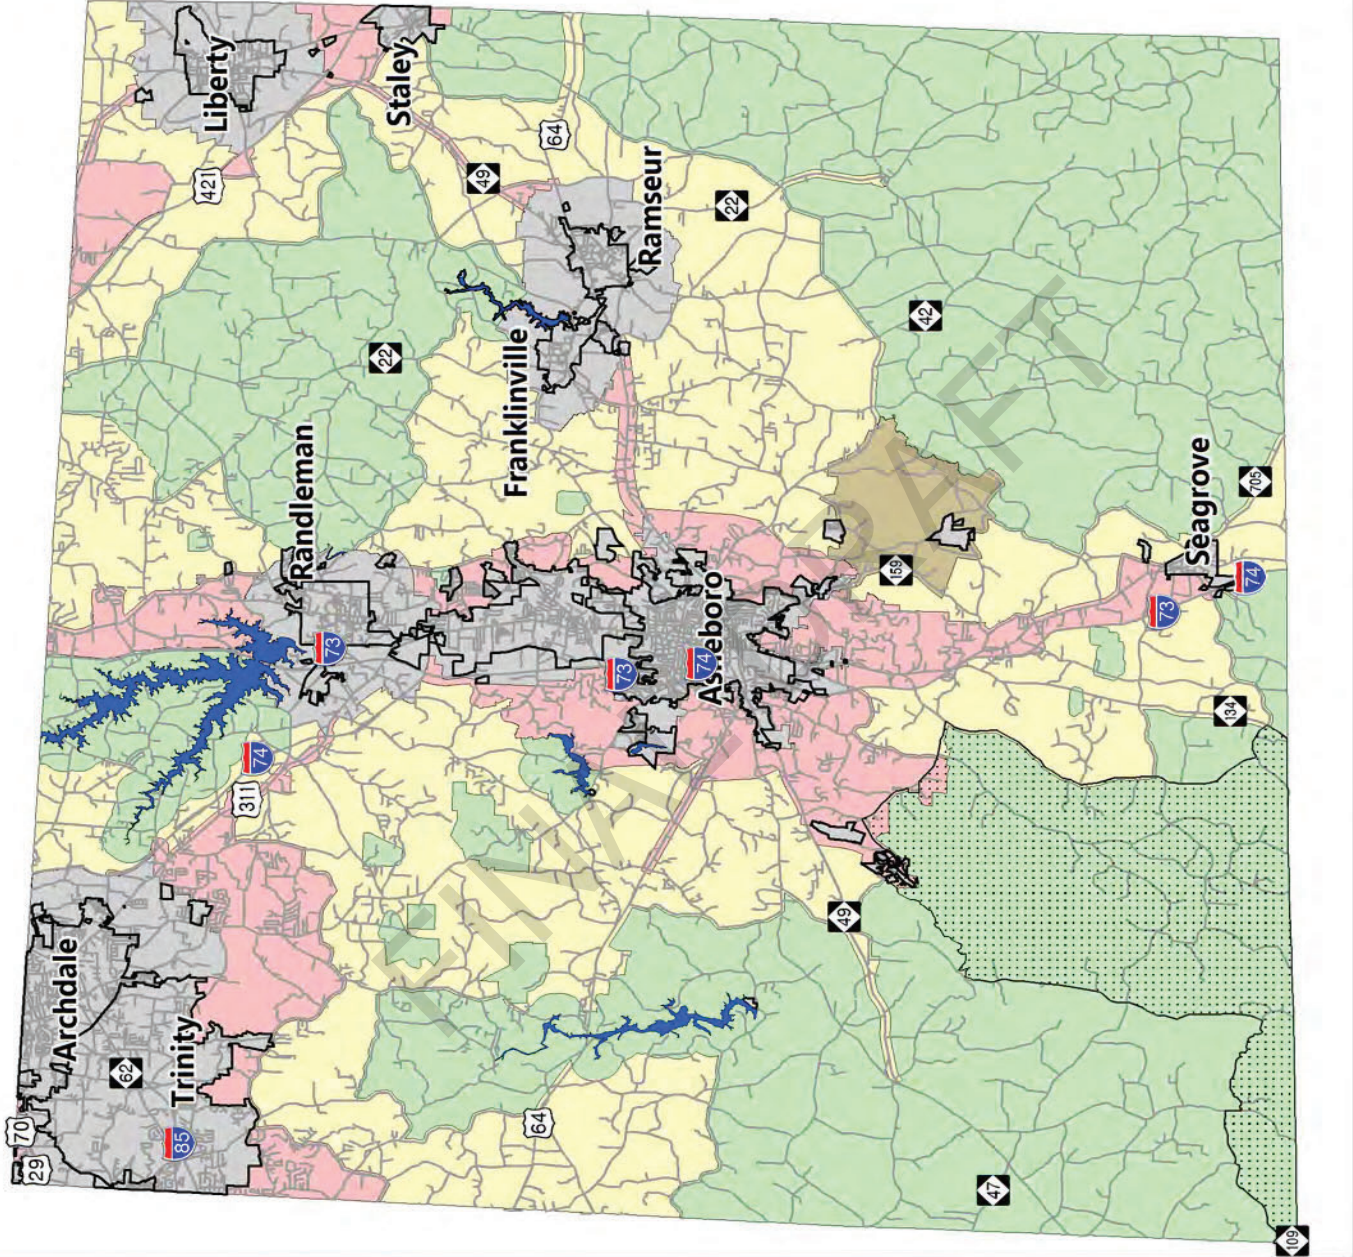 Liberty
Staley
421
49
64
Ramseur
22
22
Franklinville
42
Randleman
73
74
311
73
74
Asheboro
159
Seagrove
705
73
74
134
Archdale
62
Trinity
70
29
85
64
49
47
109
FINAL DRAFT